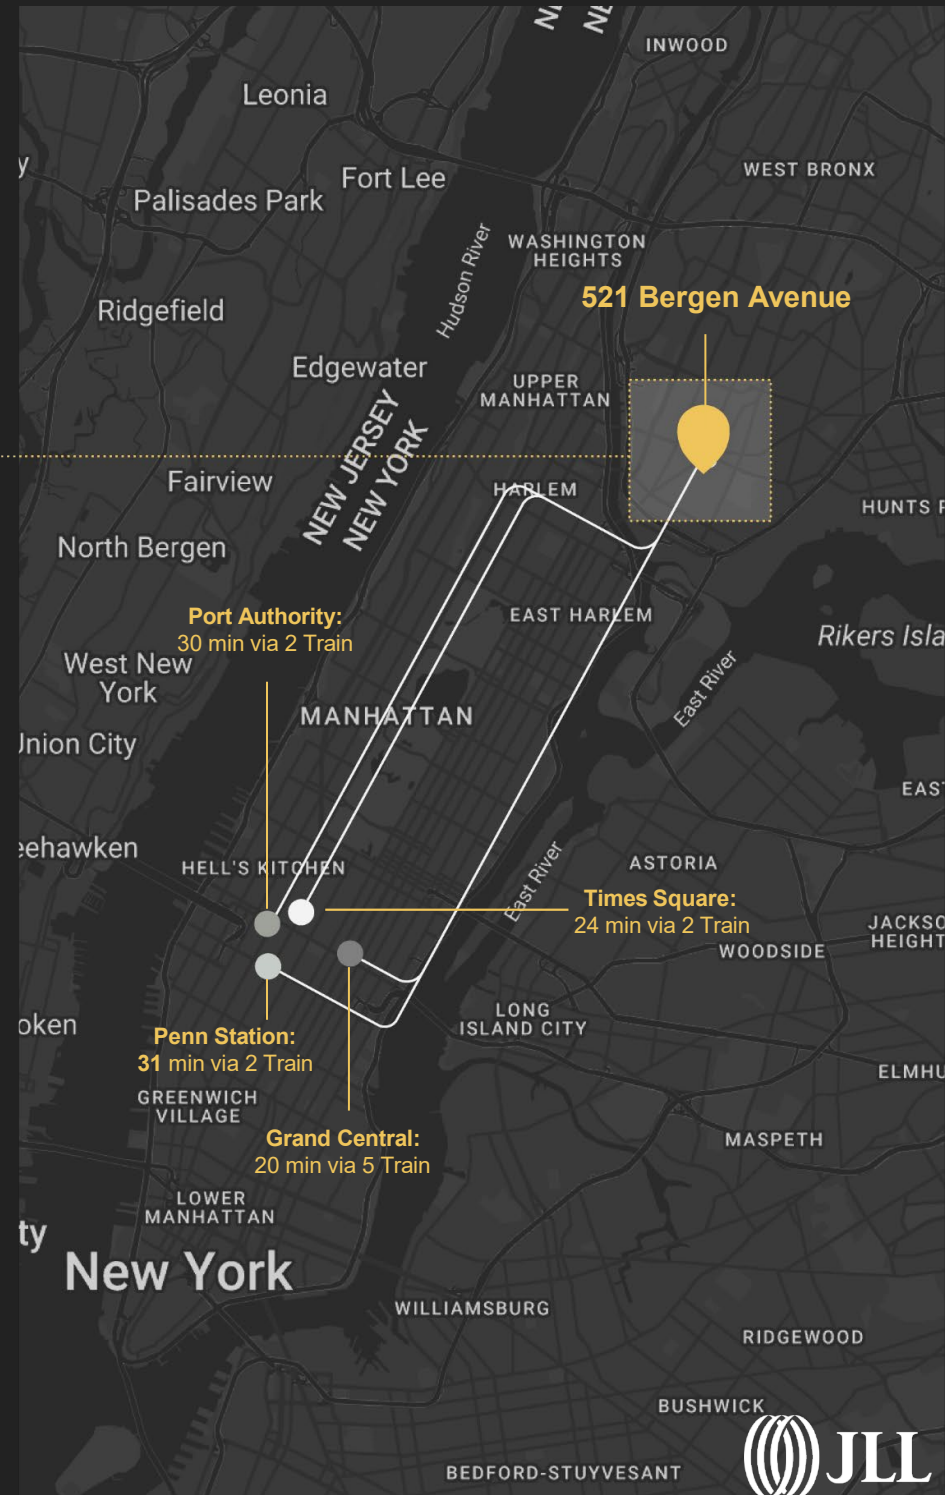 INWOOD
Leonia
WEST BRONX
Fort Lee
Palisades Park
Hudson River
WASHINGTON
HEIGHTS
521 Bergen Avenue
Ridgefield
Edgewater
UPPER
MANHATTAN
NEW JERSEY
NEW YORK
Fairview
HARLEM
HUNTS
North Bergen
Port Authority:
30 min via 2 Train
EAST HARLEM
Rikers Isla
West New
York
East River
MANHATTAN
Union City
EAS
eehawken
HELL'S KITCHEN
ASTORIA
East River
Times Square:
24 min via 2 Train
JACKSO
HEIGHT
WOODSIDE
oken
LONG
ISLAND CITY
Penn Station:
31 min via 2 Train
ELMHU
GREENWICH
VILLAGE
Grand Central:
20 min via 5 Train
MASPETH
LOWER
MANHATTAN
ty
New York
WILLIAMSBURG
RIDGEWOOD
BUSHWICK
JLL
BEDFORD-STUYVESANT